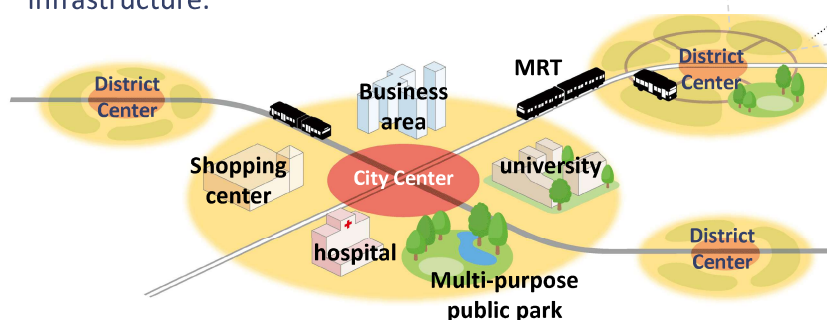 infrastructure.
District
Center
Business
area
MRT
District
Center
Shopping
center
City Center
university
hospital
Multi-purpose
public park
District
Center